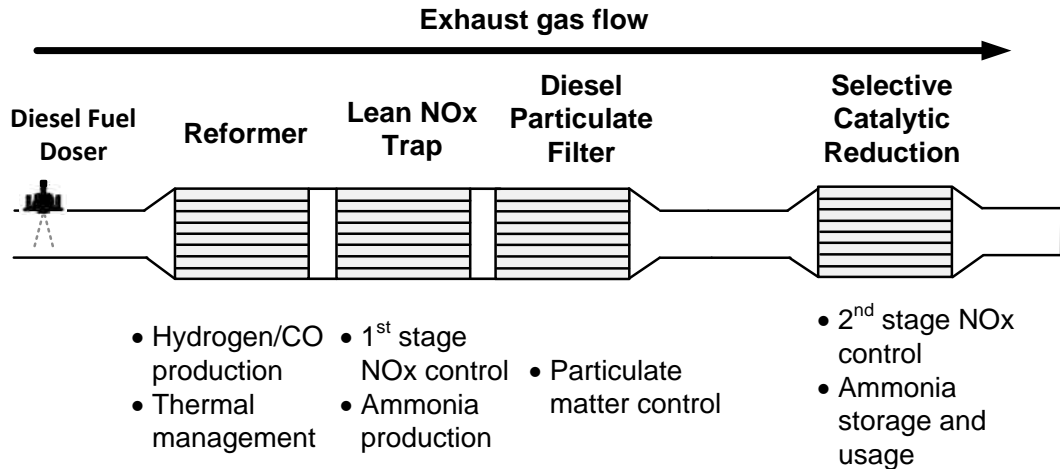 Exhaust gas flow
Diesel Fuel
Doser
Reformer
Lean NOx
Trap
Diesel
Particulate
Filter
Selective
Catalytic
Reduction
• Hydrogen/CO
production
• Thermal
management
• 1st stage
NOx control
• Ammonia
production
• Particulate
matter control
• 2nd stage NOx
control
• Ammonia
storage and
usage